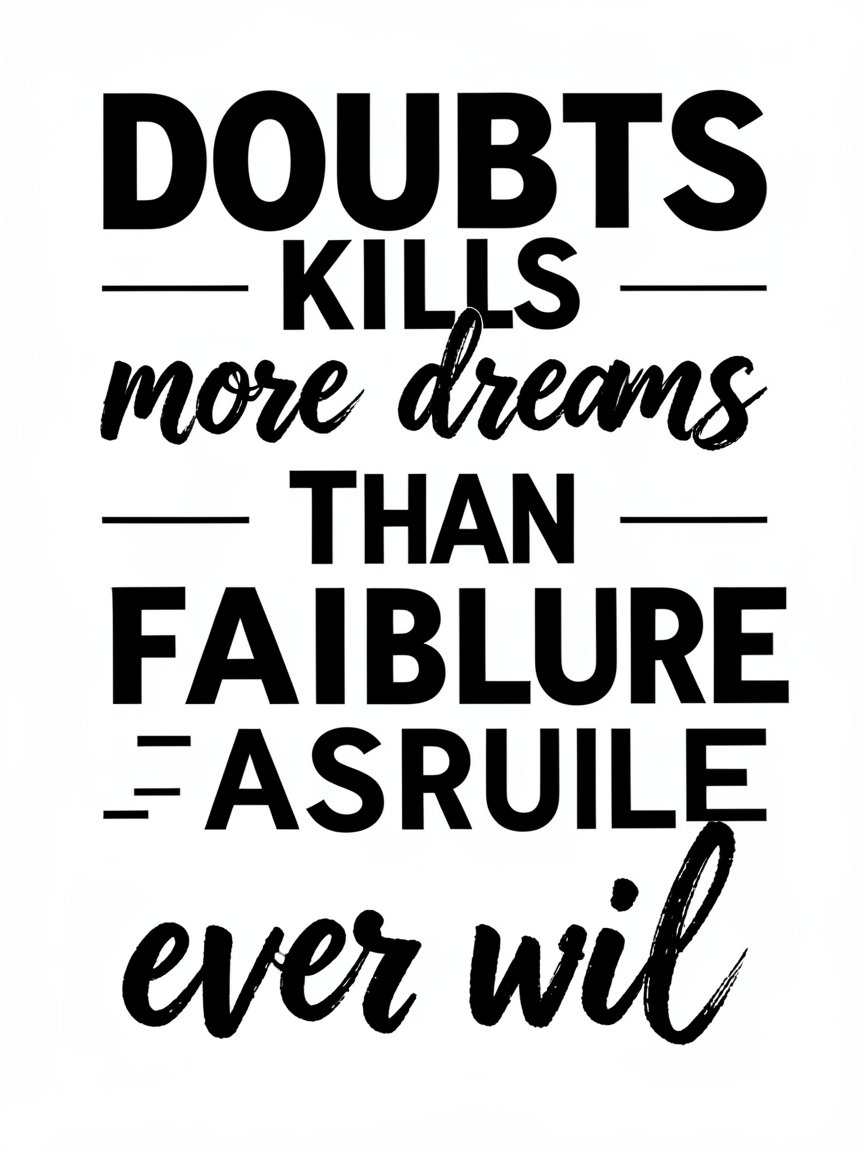 DOUBTS
KILLS
more dreams
THAN
FAIBLURE
ASRUILE
ever wil